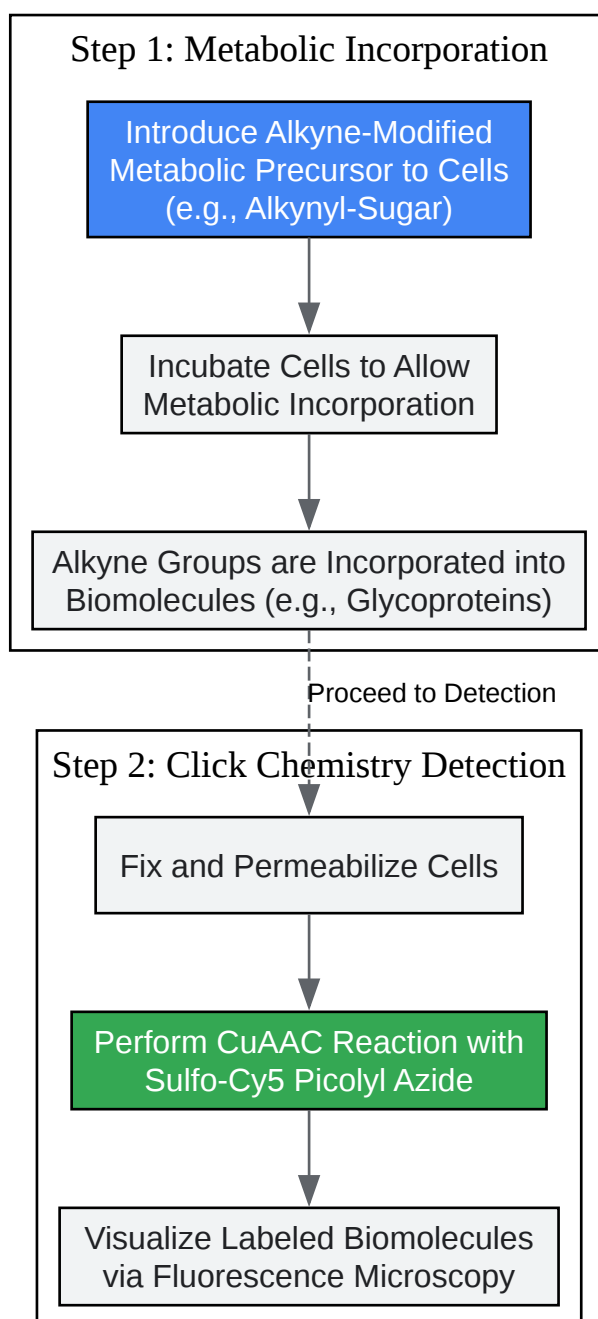 Step 1: Metabolic Incorporation
Introduce Alkyne-Modified
Metabolic Precursor to Cells
(e.g., Alkynyl-Sugar)
Incubate Cells to Allow
Metabolic Incorporation
Alkyne Groups are Incorporated into
Biomolecules (e.g., Glycoproteins)
Proceed to Detection
Step 2: Click Chemistry Detection
Fix and Permeabilize Cells
Perform CuAAC Reaction with
Sulfo-Cy5 Picolyl Azide
Visualize Labeled Biomolecules
via Fluorescence Microscopy